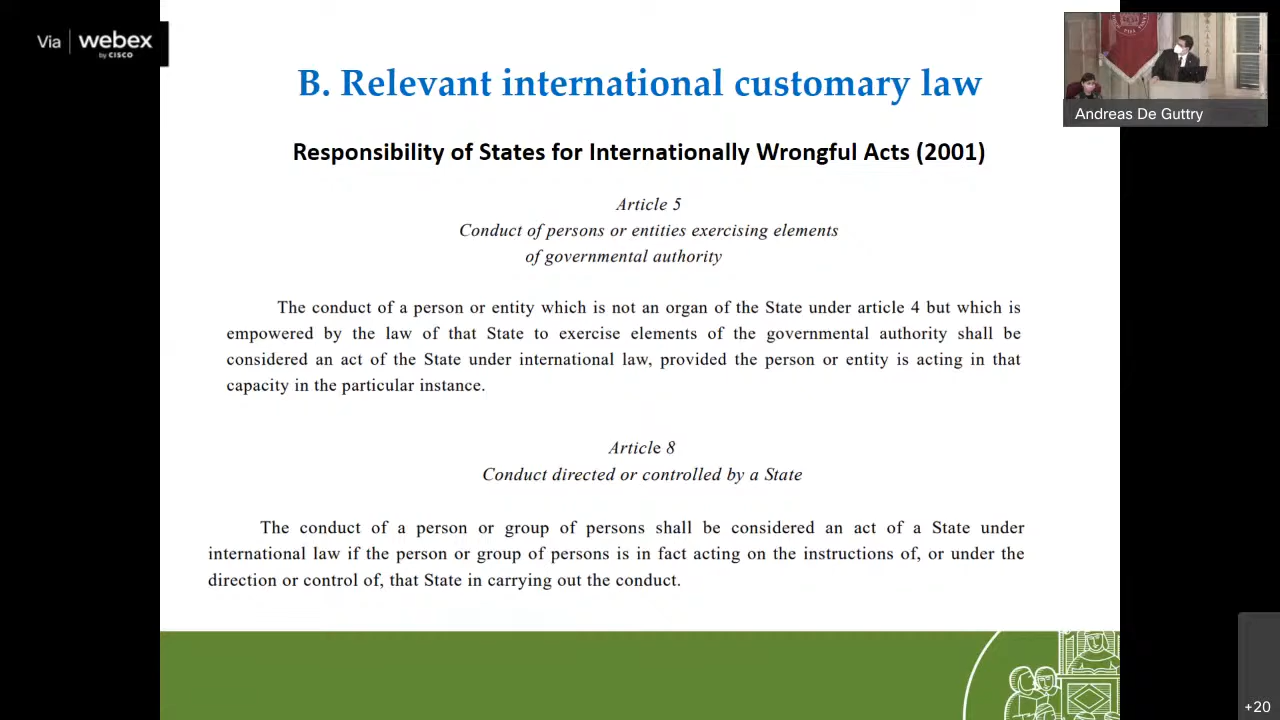 Via | webex
by CISCO
B. Relevant international customary law
Andreas De Guttry
Responsibility of States for Internationally Wrongful Acts (2001)
Article 5
Conduct of persons or entities exercising elements
of governmental authority
The conduct of a person or entity which is not an organ of the State under article 4 but which is
empowered by the law of that State to exercise elements of the governmental authority shall be
considered an act of the State under international law, provided the person or entity is acting in that
capacity in the particular instance.
Article 8
Conduct directed or controlled by a State
The conduct of a person or group of persons shall be considered an act of a State under
international law if the person or group of persons is in fact acting on the instructions of, or under the
direction or control of, that State in carrying out the conduct.
+20